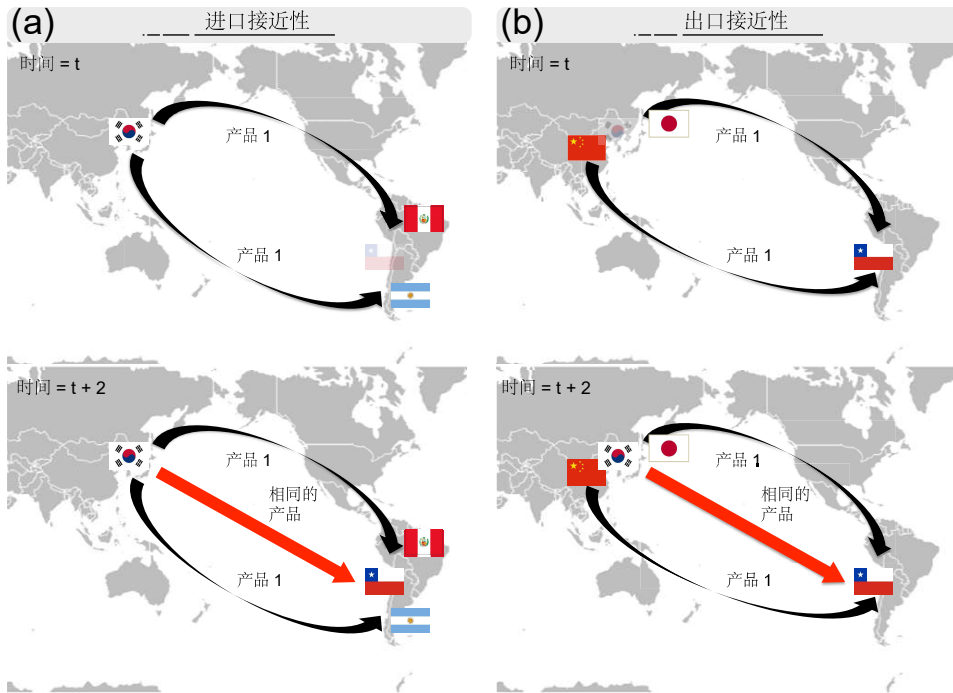 (a)
进口接近性
时间 = t
产品 1
产品 1
时间 = t + 2
产品 1
相同的
产品
产品 1
(b)
出口接近性
时间 = t
产品 1
产品 1
时间 = t + 2
产品 1
相同的
产品
产品 1